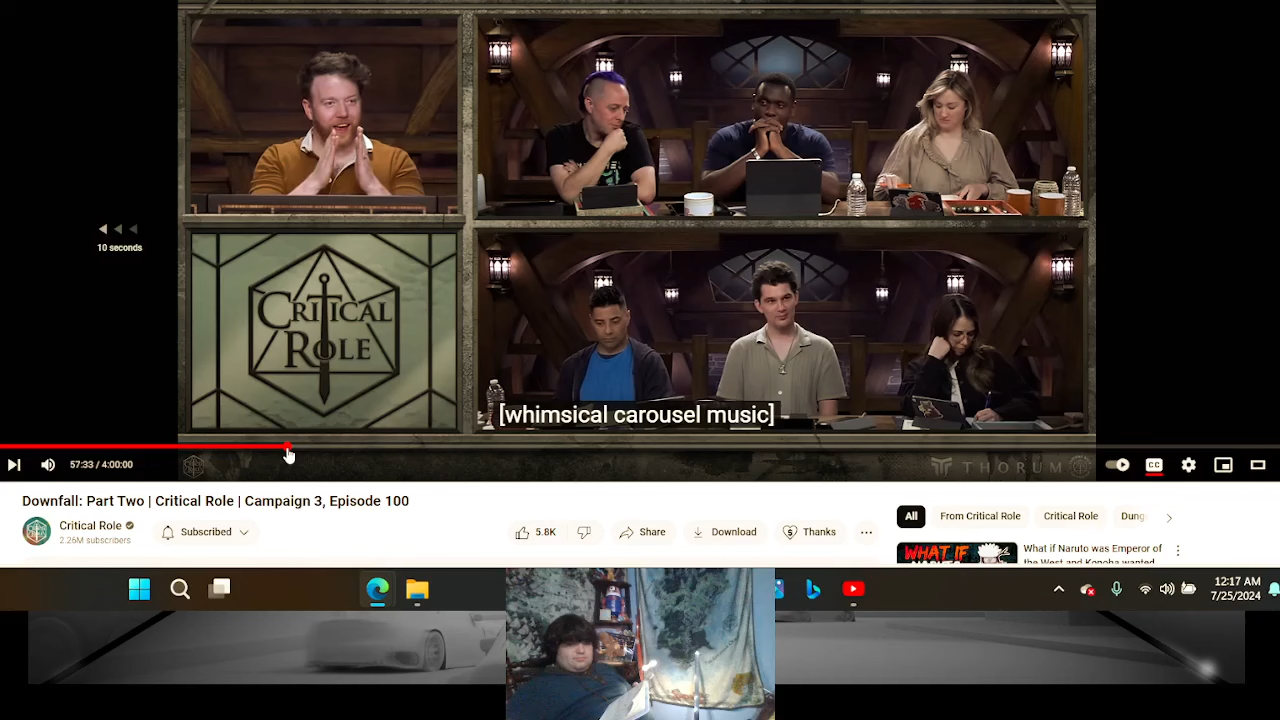 10 seconds
CRITICAL
ROLE
[whimsical carousel music]
57:33 / 4:00:00
THORUM
CC
Downfall: Part Two | Critical Role | Campaign 3, Episode 100
Critical Role
2.26M subscribers
Subscribed
5.8K
Share
Download
Thanks
All
From Critical Role
Critical Role
Dung
WHAT IF
What if Naruto was Emperor of
the West and Konoha wanted
12:17 AM
7/25/2024